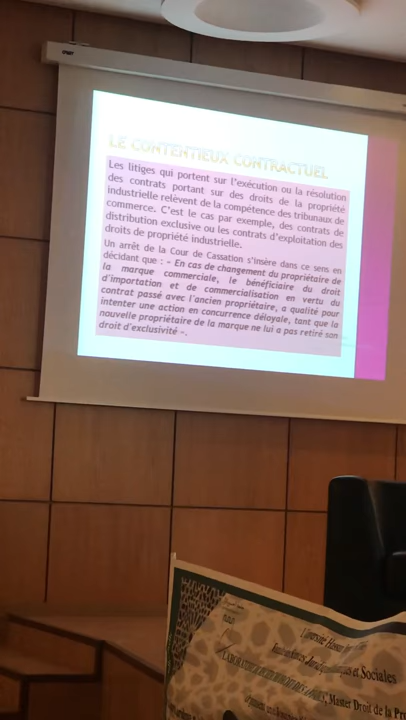 LE CONTENTIEUX CONTRACTUEL
Les litiges qui portent sur l'exécution ou la résolution
des contrats portant sur des droits de la propriété
industrielle relèvent de la compétence des tribunaux de
commerce. C'est le cas par exemple, des contrats de
distribution exclusive ou les contrats d'exploitation des
droits de propriété industrielle.
Un arrêt de la Cour de Cassation s'insère dans ce sens en
décidant que : « En cas de changement du propriétaire de
la marque commerciale, le bénéficiaire du droit
d'importation et de commercialisation en vertu du
contrat passé avec l'ancien propriétaire, a qualité pour
intenter une action en concurrence déloyale, tant que la
nouvelle propriétaire de la marque ne lui a pas retiré son
droit d'exclusivité ».
Université
et Sociales
Master Droit de la